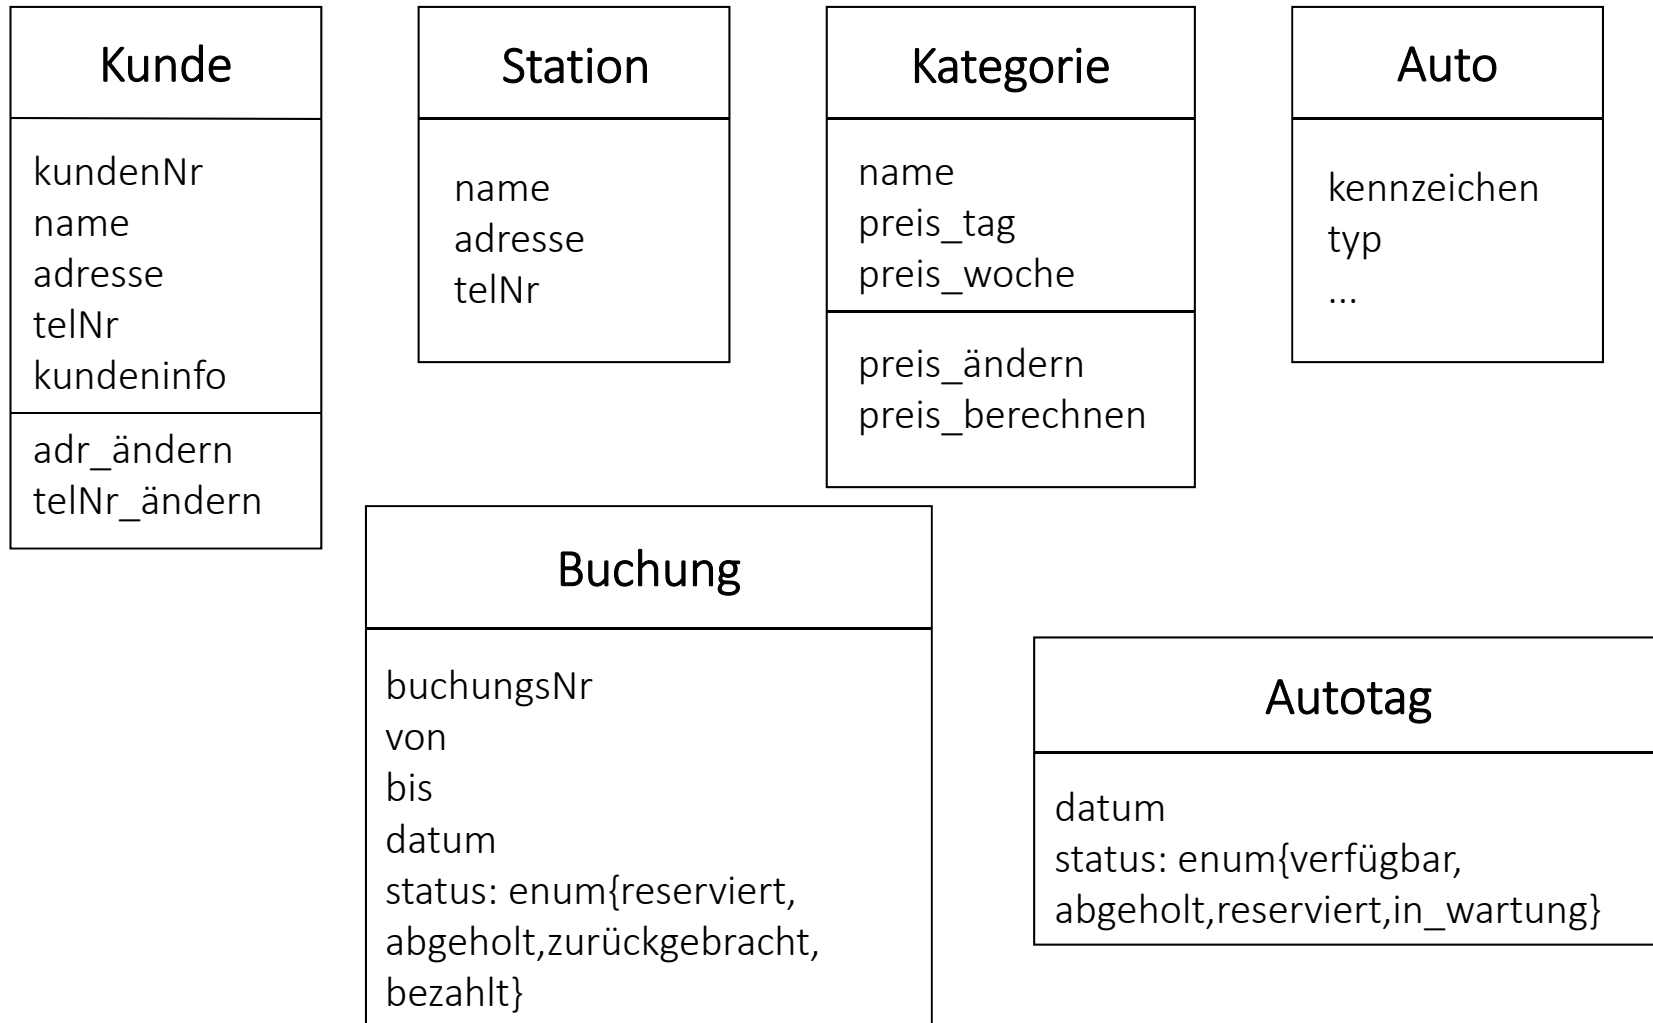 Kunde
kundenNr
name
adresse
telNr
kundeninfo
adr_ändern
telNr_ändern
Station
name
adresse
telNr
Kategorie
name
preis_tag
preis_woche
preis_ändern
preis_berechnen
Auto
kennzeichen
typ
...
Buchung
buchungsNr
von
bis
datum
status: enum{reserviert,
abgeholt,zurückgebracht,
bezahlt}
Autotag
datum
status: enum{verfügbar,
abgeholt,reserviert,in_wartung}